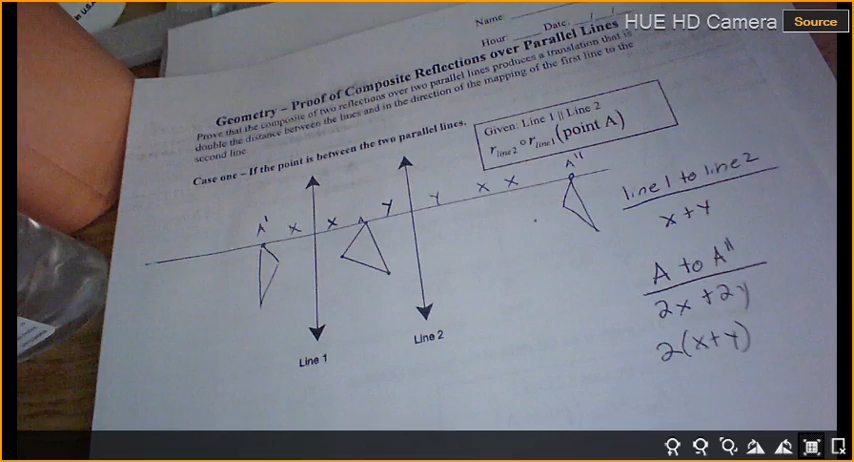 HUE HD Camera
Source
Name
Date: / /
Hour
Geometry – Proof of Composite Reflections over Parallel Lines
Prove that the composite of two reflections over two parallel lines produces a translation that is
double the distance between the lines and in the direction of the mapping of the first line to the
second line.
Case one – If the point is between the two parallel lines.
Given: Line 1 || Line 2
r line 2 ∘ r line 1 (point A)
A' x x A y y x x A''
Line 1
Line 2
line 1 to line 2
x + y
A to A''
2x + 2y
2(x+y)